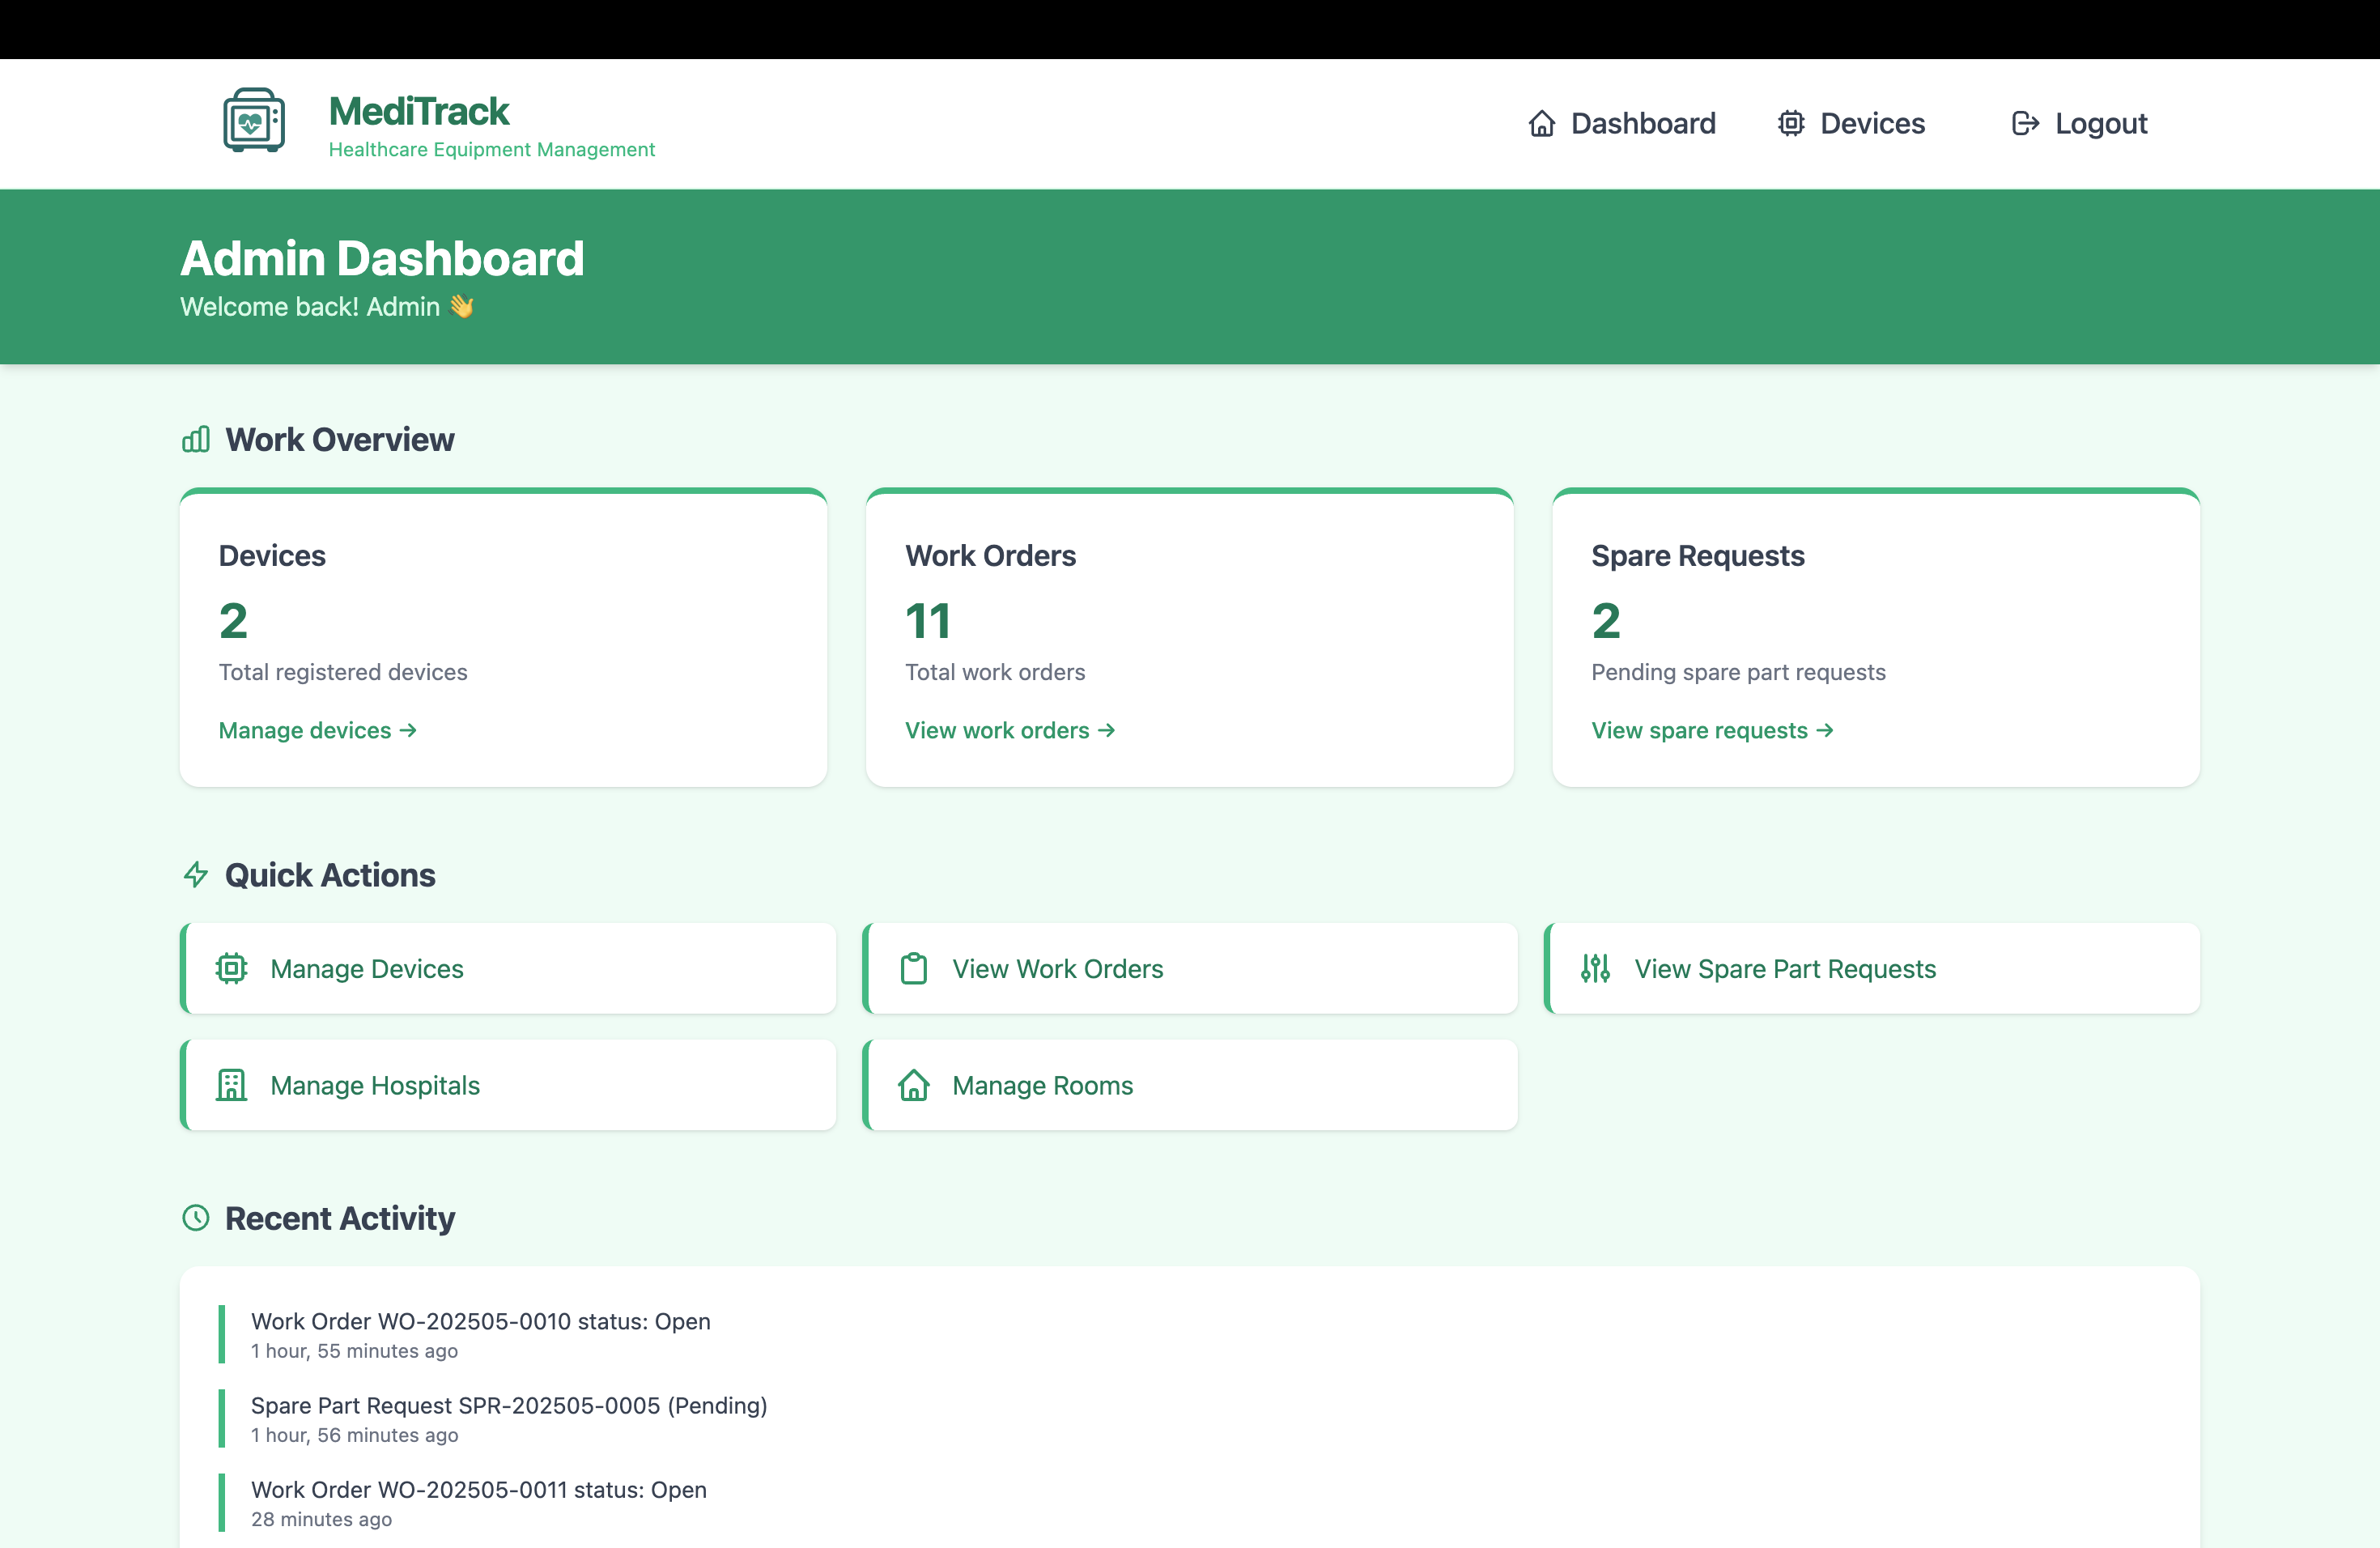 MediTrack
Healthcare Equipment Management
Dashboard
Devices
Logout
Admin Dashboard
Welcome back! Admin 👋
Work Overview
Devices
2
Total registered devices
Manage devices →
Work Orders
11
Total work orders
View work orders →
Spare Requests
2
Pending spare part requests
View spare requests →
Quick Actions
Manage Devices
View Work Orders
View Spare Part Requests
Manage Hospitals
Manage Rooms
Recent Activity
Work Order WO-202505-0010 status: Open
1 hour, 55 minutes ago
Spare Part Request SPR-202505-0005 (Pending)
1 hour, 56 minutes ago
Work Order WO-202505-0011 status: Open
28 minutes ago